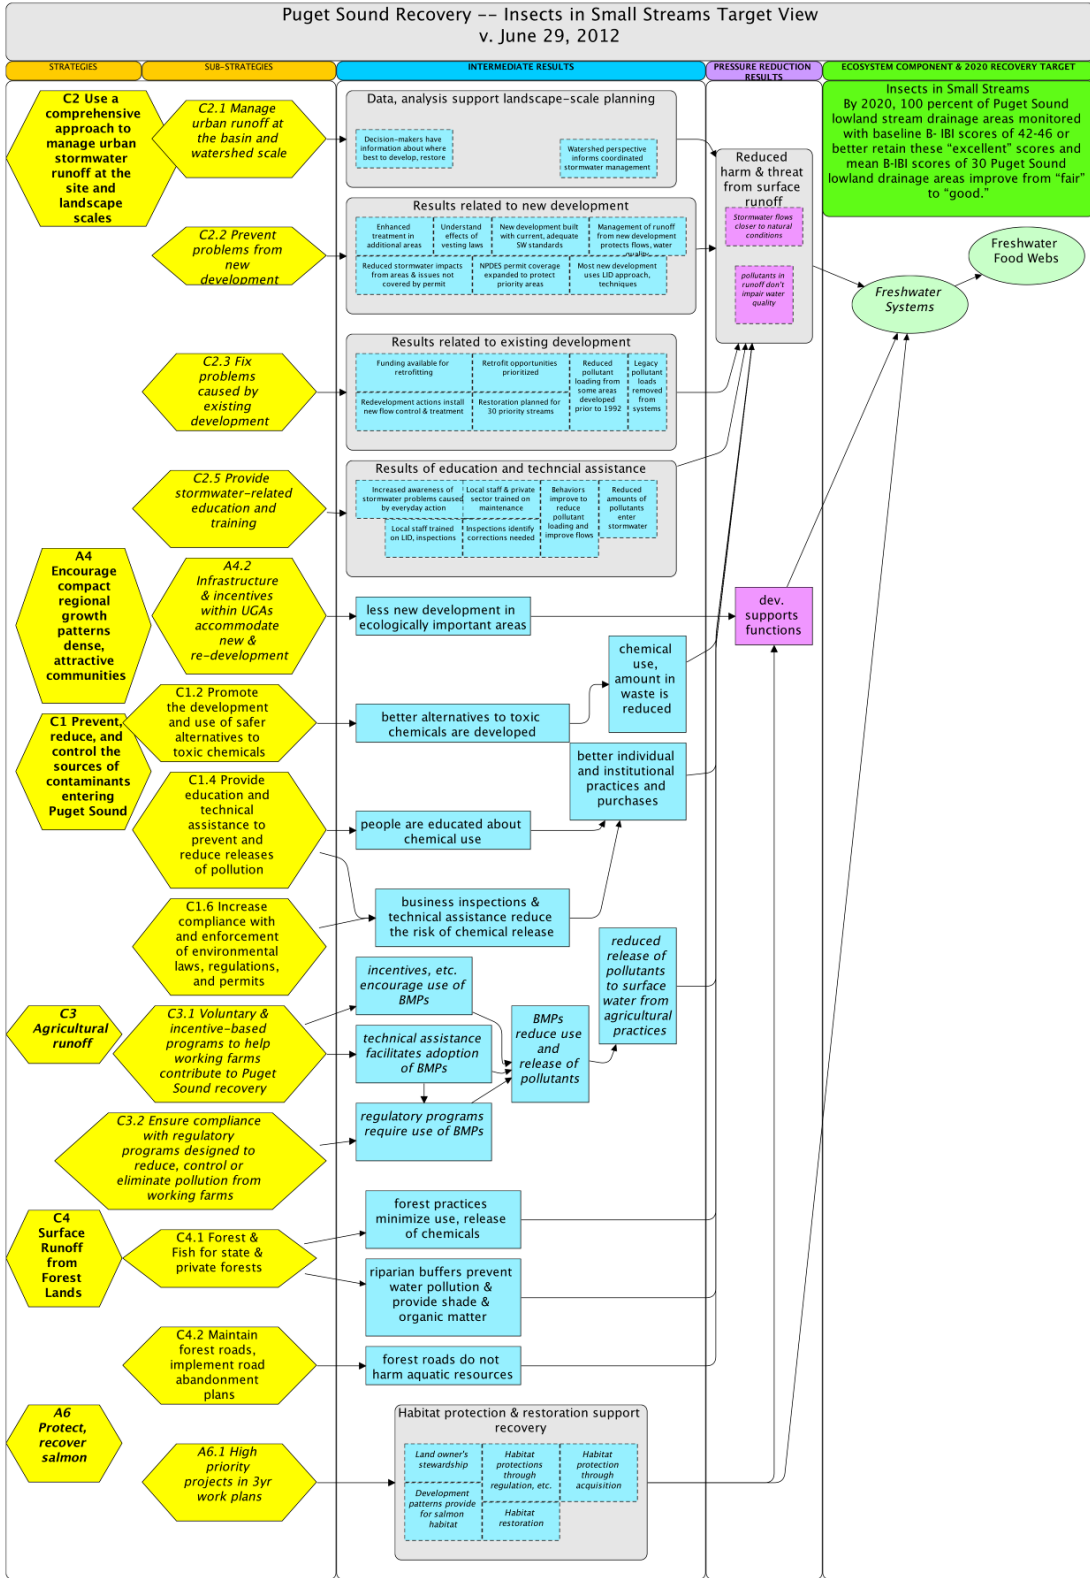 Puget Sound Recovery -- Insects in Small Streams Target View
v. June 29, 2012
STRATEGIES
SUB-STRATEGIES
INTERMEDIATE RESULTS
PRESSURE REDUCTION
RESULTS
ECOSYSTEM COMPONENT & 2020 RECOVERY TARGET
C2 Use a
comprehensive
approach to
manage urban
stormwater
runoff at the
site and
landscape
scales
C2.1 Manage
urban runoff at
the basin and
watershed scale
Data, analysis support landscape-scale planning
Decision-makers have
information about where
best to develop, restore
Watershed perspective
informs coordinated
stormwater management
Reduced
harm & threat
from surface
runoff
Stormwater flows
closer to natural
conditions
pollutants in
runoff don't
impair water
quality
Insects in Small Streams
By 2020, 100 percent of Puget Sound
lowland stream drainage areas monitored
with baseline B- IBI scores of 42-46 or
better retain these “excellent” scores and
mean B-IBI scores of 30 Puget Sound
lowland drainage areas improve from “fair”
to “good.”
Freshwater
Food Webs
Freshwater
Systems
C2.2 Prevent
problems from
new
development
Results related to new development
Enhanced
treatment in
additional areas
Understand
effects of
vesting laws
New development built
with current, adequate
SW standards
Management of runoff
from new development
protects flows, water
quality
Reduced stormwater impacts
from areas & issues not
covered by permit
NPDES permit coverage
expanded to protect
priority areas
Most new development
uses LID approach,
techniques
C2.3 Fix
problems
caused by
existing
development
Results related to existing development
Funding available for
retrofitting
Retrofit opportunities
prioritized
Reduced
pollutant
loading from
some areas
developed
prior to 1992
Legacy
pollutant
loads
removed
from
systems
Redevelopment actions install
new flow control & treatment
Restoration planned for
30 priority streams
C2.5 Provide
stormwater-related
education and
training
Results of education and techncial assistance
Increased awareness of
stormwater problems caused
by everyday action
Local staff & private
sector trained on
maintenance
Behaviors
improve to
reduce
pollutant
loading and
improve flows
Reduced
amounts of
pollutants
enter
stormwater
Local staff trained
on LID, inspections
Inspections identify
corrections needed
A4
Encourage
compact
regional
growth
patterns
dense,
attractive
communities
A4.2
Infrastructure
& incentives
within UGAs
accommodate
new &
re-development
less new development in
ecologically important areas
dev.
supports
functions
chemical
use,
amount in
waste is
reduced
C1 Prevent,
reduce, and
control the
sources of
contaminants
entering
Puget Sound
C1.2 Promote
the development
and use of safer
alternatives to
toxic chemicals
better alternatives to toxic
chemicals are developed
better individual
and institutional
practices and
purchases
C1.4 Provide
education and
technical
assistance to
prevent and
reduce releases
of pollution
people are educated about
chemical use
business inspections &
technical assistance reduce
the risk of chemical release
C1.6 Increase
compliance with
and enforcement
of environmental
laws, regulations,
and permits
reduced
release of
pollutants
to surface
water from
agricultural
practices
C3
Agricultural
runoff
C3.1 Voluntary &
incentive-based
programs to help
working farms
contribute to Puget
Sound recovery
incentives, etc.
encourage use of
BMPs
technical assistance
facilitates adoption
of BMPs
BMPs
reduce use
and
release of
pollutants
regulatory programs
require use of BMPs
C3.2 Ensure compliance
with regulatory
programs designed to
reduce, control or
eliminate pollution from
working farms
C4
Surface
Runoff
from
Forest
Lands
C4.1 Forest &
Fish for state &
private forests
forest practices
minimize use, release
of chemicals
riparian buffers prevent
water pollution &
provide shade &
organic matter
C4.2 Maintain
forest roads,
implement road
abandonment
plans
forest roads do not
harm aquatic resources
A6
Protect,
recover
salmon
A6.1 High
priority
projects in 3yr
work plans
Habitat protection & restoration support
recovery
Land owner's
stewardship
Habitat
protections
through
regulation, etc.
Habitat
protection
through
acquisition
Development
patterns provide
for salmon
habitat
Habitat
restoration